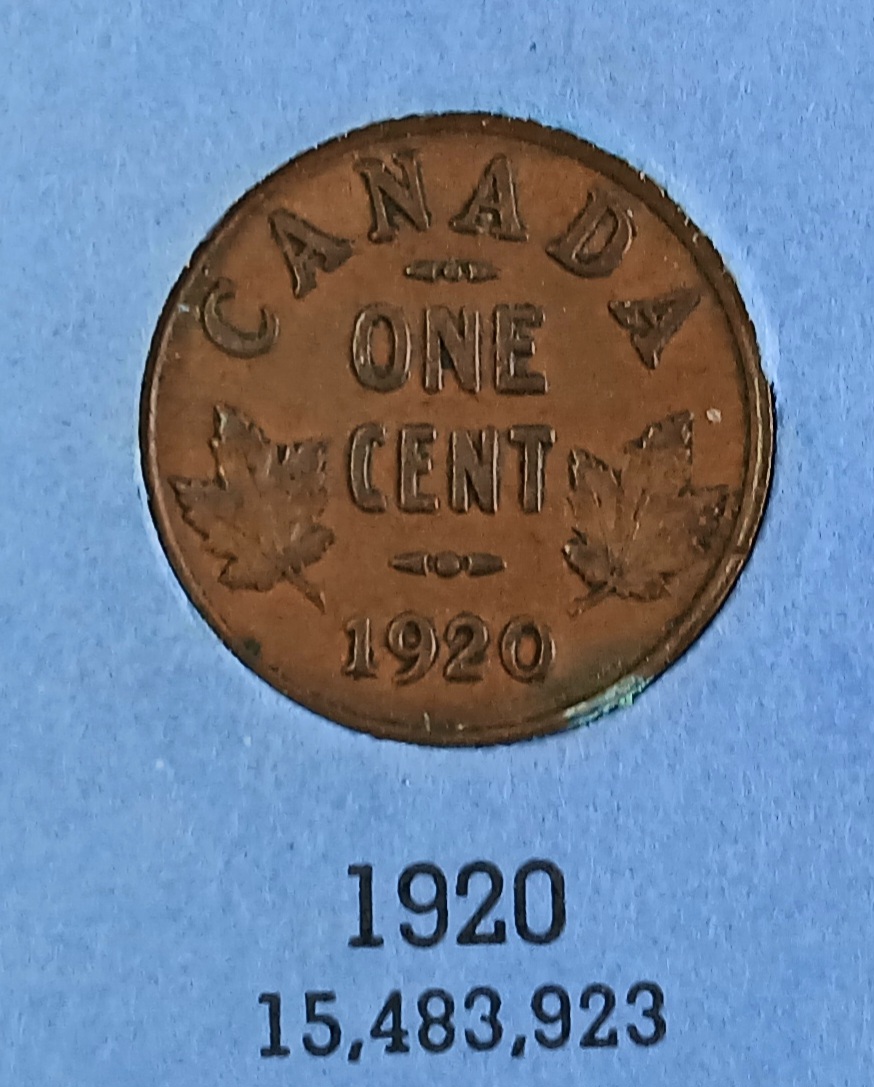 CANADA
ONE
CENT
1920
1920
15,483,923